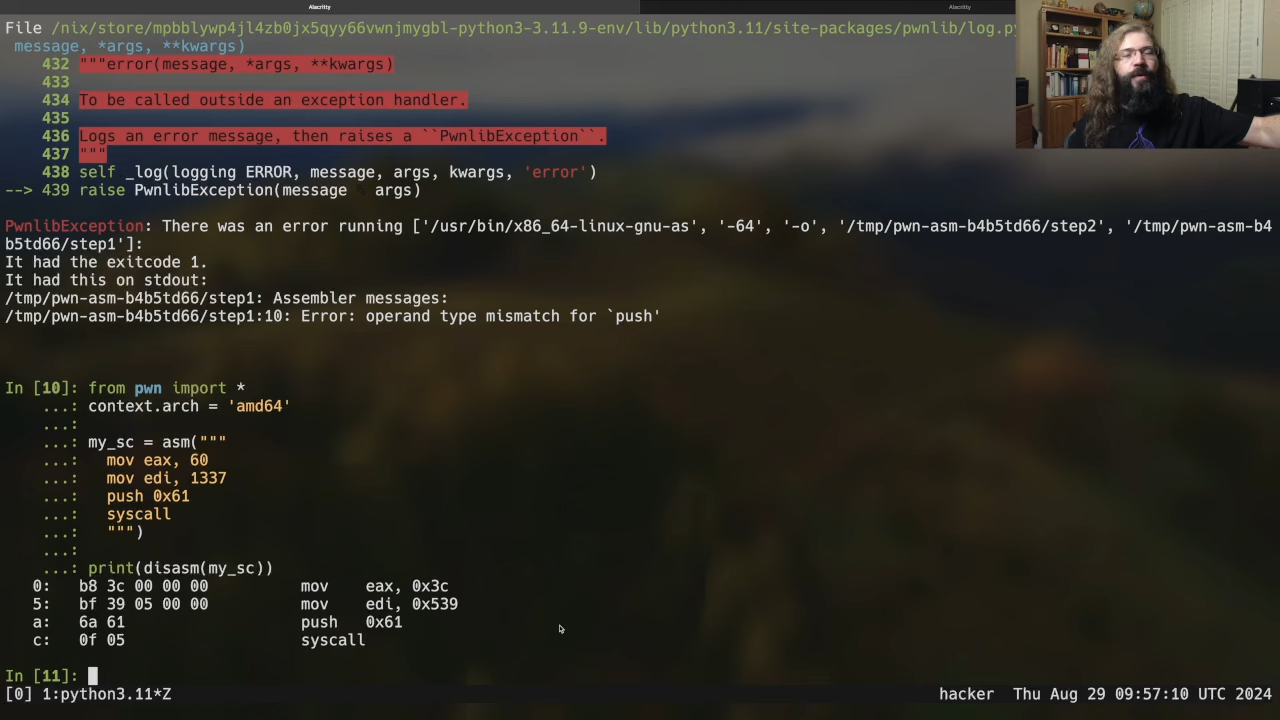 Alacritty
Alacritty
File /nix/store/mpbblywp4jl4zb0jx5qyy66vwnjmygbl-python3-3.11.9-env/lib/python3.11/site-packages/pwnlib/log.py
message, *args, **kwargs)
432 """error(message, *args, **kwargs)
433
434 To be called outside an exception handler.
435
436 Logs an error message, then raises a ``PwnlibException``.
437 """
438 self _log(logging ERROR, message, args, kwargs, 'error')
--> 439 raise PwnlibException(message args)
PwnlibException: There was an error running ['/usr/bin/x86_64-linux-gnu-as', '-64', '-o', '/tmp/pwn-asm-b4b5td66/step2', '/tmp/pwn-asm-b4
b5td66/step1']:
It had the exitcode 1.
It had this on stdout:
/tmp/pwn-asm-b4b5td66/step1: Assembler messages:
/tmp/pwn-asm-b4b5td66/step1:10: Error: operand type mismatch for `push'
In [10]: from pwn import *
...: context.arch = 'amd64'
...:
...: my_sc = asm("""
...: mov eax, 60
...: mov edi, 1337
...: push 0x61
...: syscall
...: """)
...:
...: print(disasm(my_sc))
0: b8 3c 00 00 00 mov eax, 0x3c
5: bf 39 05 00 00 mov edi, 0x539
a: 6a 61 push 0x61
c: 0f 05 syscall
In [11]:
[0] 1:python3.11*Z hacker Thu Aug 29 09:57:10 UTC 2024